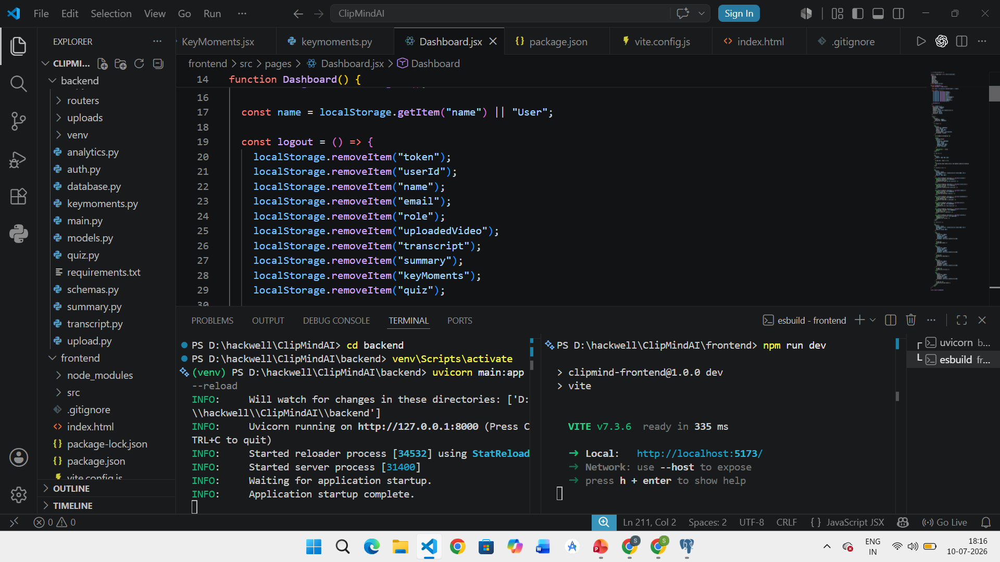 File Edit Selection View Go Run ···
ClipMindAI
Sign In
EXPLORER
KeyMoments.jsx
keymoments.py
Dashboard.jsx
package.json
vite.config.js
index.html
.gitignore
CLIPMI...
frontend > src > pages > Dashboard.jsx > Dashboard
backend
routers
uploads
venv
analytics.py
auth.py
database.py
keymoments.py
main.py
models.py
quiz.py
requirements.txt
schemas.py
summary.py
transcript.py
upload.py
frontend
node_modules
src
.gitignore
index.html
package-lock.json
package.json
vite.config.js
OUTLINE
TIMELINE
14 function Dashboard() {
16
17 const name = localStorage.getItem("name") || "User";
18
19 const logout = () => {
20 localStorage.removeItem("token");
21 localStorage.removeItem("userId");
22 localStorage.removeItem("name");
23 localStorage.removeItem("email");
24 localStorage.removeItem("role");
25 localStorage.removeItem("uploadedVideo");
26 localStorage.removeItem("transcript");
27 localStorage.removeItem("summary");
28 localStorage.removeItem("keyMoments");
29 localStorage.removeItem("quiz");
30
PROBLEMS OUTPUT DEBUG CONSOLE TERMINAL PORTS
esbuild - frontend
PS D:\hackwell\ClipMindAI> cd backend
PS D:\hackwell\ClipMindAI\backend> venv\Scripts\activate
(venv) PS D:\hackwell\ClipMindAI\backend> uvicorn main:app
--reload
INFO: Will watch for changes in these directories: ['D:
\\hackwell\\ClipMindAI\\backend']
INFO: Uvicorn running on http://127.0.0.1:8000 (Press C
TRL+C to quit)
INFO: Started reloader process [34532] using StatReload
INFO: Started server process [31400]
INFO: Waiting for application startup.
INFO: Application startup complete.
PS D:\hackwell\ClipMindAI\frontend> npm run dev
> clipmind-frontend@1.0.0 dev
> vite
VITE v7.3.6 ready in 335 ms
➜ Local: http://localhost:5173/
➜ Network: use --host to expose
➜ press h + enter to show help
uvicorn b...
esbuild fr...
0 0
Ln 211, Col 2 Spaces: 2 UTF-8 CRLF {} JavaScript JSX Go Live
ENG
IN
18:16
10-07-2026